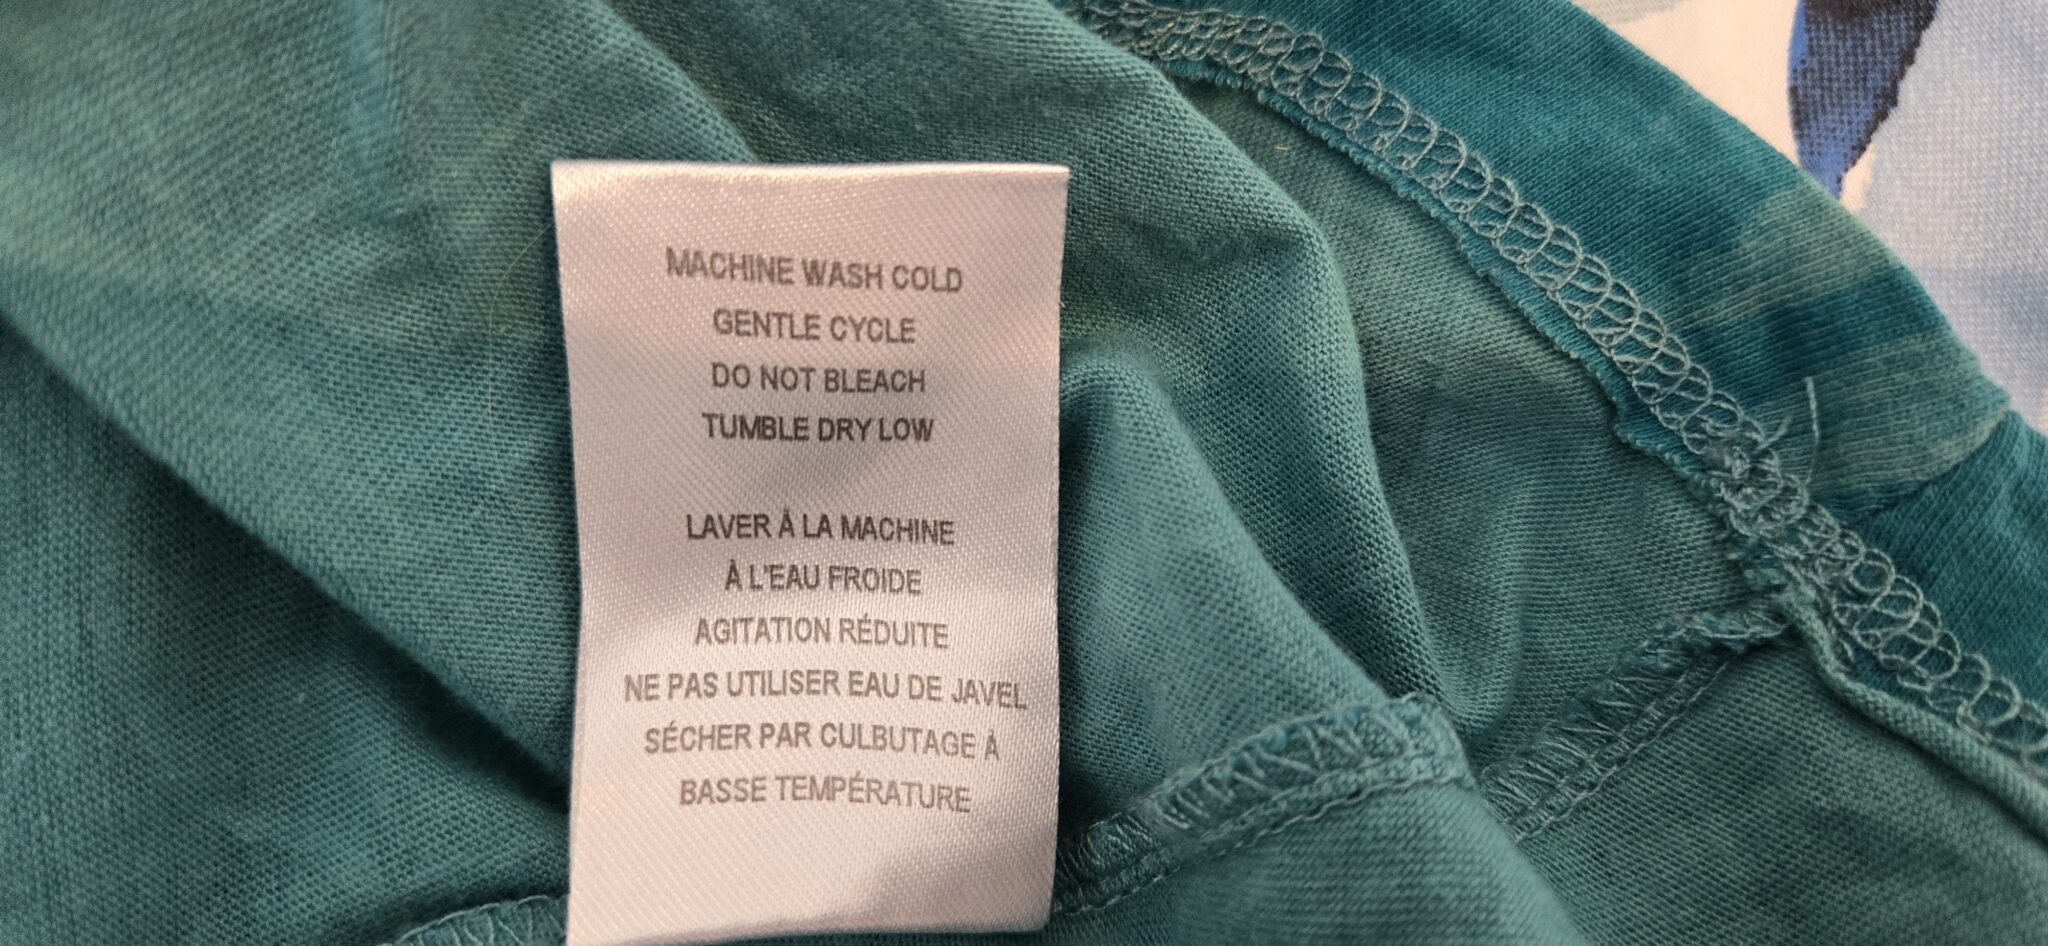 MACHINE WASH COLD
GENTLE CYCLE
DO NOT BLEACH
TUMBLE DRY LOW
LAVER À LA MACHINE
À L'EAU FROIDE
AGITATION RÉDUITE
NE PAS UTILISER EAU DE JAVEL
SÉCHER PAR CULBUTAGE À
BASSE TEMPÉRATURE